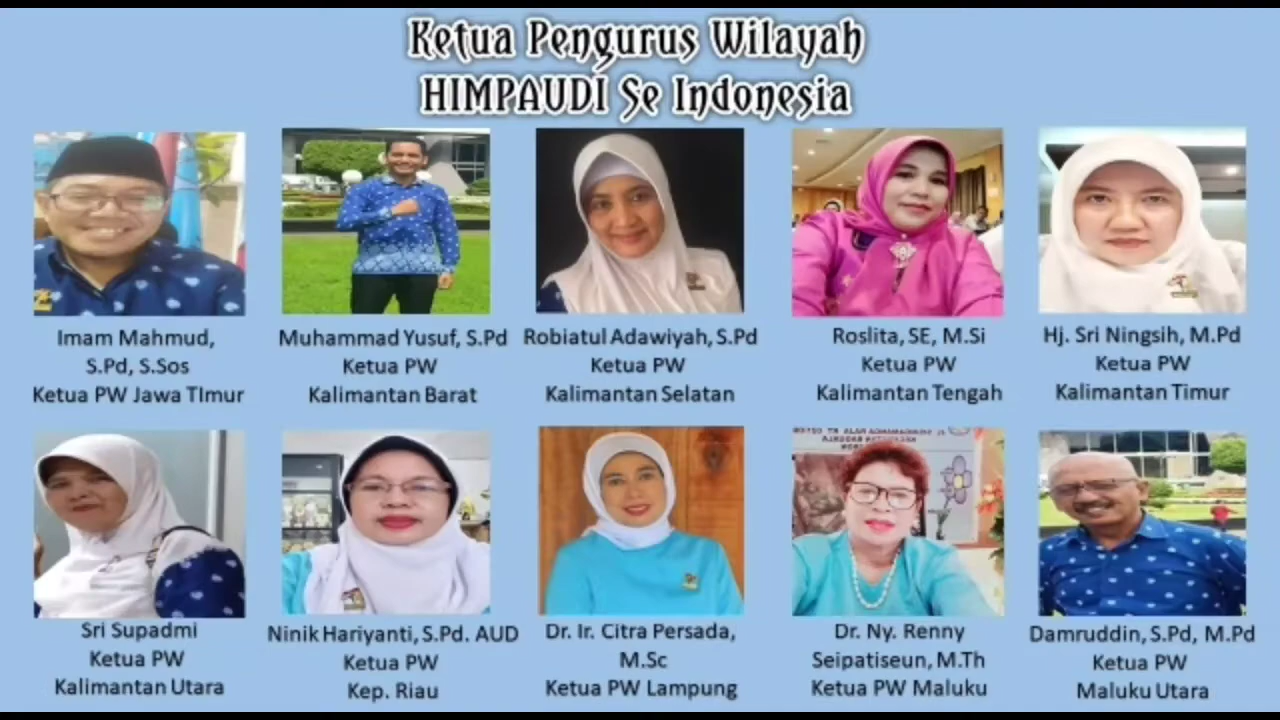 Ketua Pengurus Wilayah
HIMPAUDI Se Indonesia
Imam Mahmud,
S.Pd, S.Sos
Ketua PW Jawa TImur
Muhammad Yusuf, S.Pd
Ketua PW
Kalimantan Barat
Robiatul Adawiyah, S.Pd
Ketua PW
Kalimantan Selatan
Roslita, SE, M.Si
Ketua PW
Kalimantan Tengah
Hj. Sri Ningsih, M.Pd
Ketua PW
Kalimantan Timur
Sri Supadmi
Ketua PW
Kalimantan Utara
Ninik Hariyanti, S.Pd. AUD
Ketua PW
Kep. Riau
Dr. Ir. Citra Persada,
M.Sc
Ketua PW Lampung
Dr. Ny. Renny
Seipatiseun, M.Th
Ketua PW Maluku
Damruddin, S.Pd, M.Pd
Ketua PW
Maluku Utara